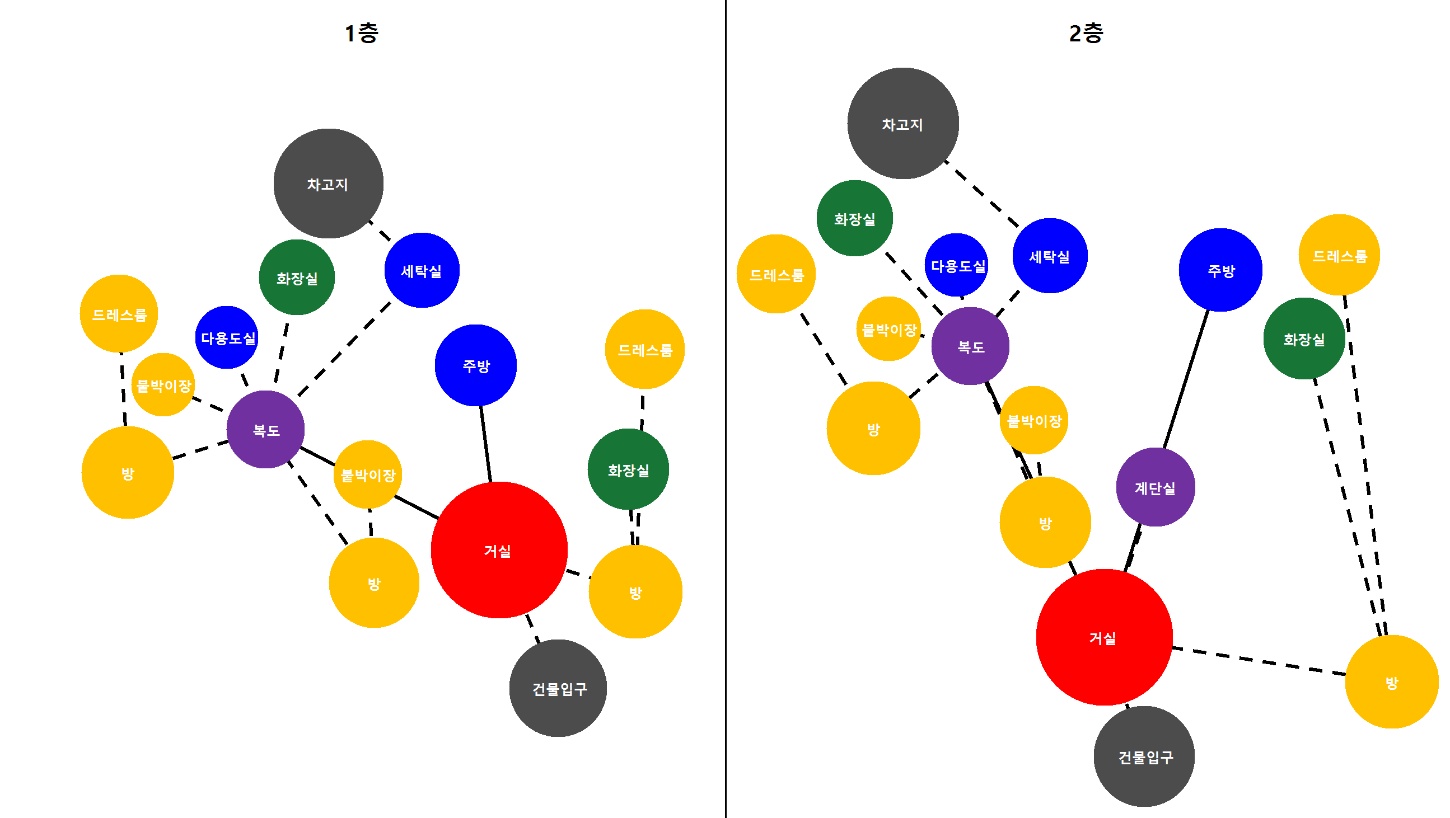 1층
차고지
화장실
세탁실
드레스룸
다용도실
붙박이장
주방
드레스룸
복도
방
붙박이장
화장실
거실
방
방
건물입구
2층
차고지
화장실
드레스룸
다용도실
세탁실
주방
드레스룸
붙박이장
복도
화장실
방
붙박이장
계단실
방
거실
방
건물입구